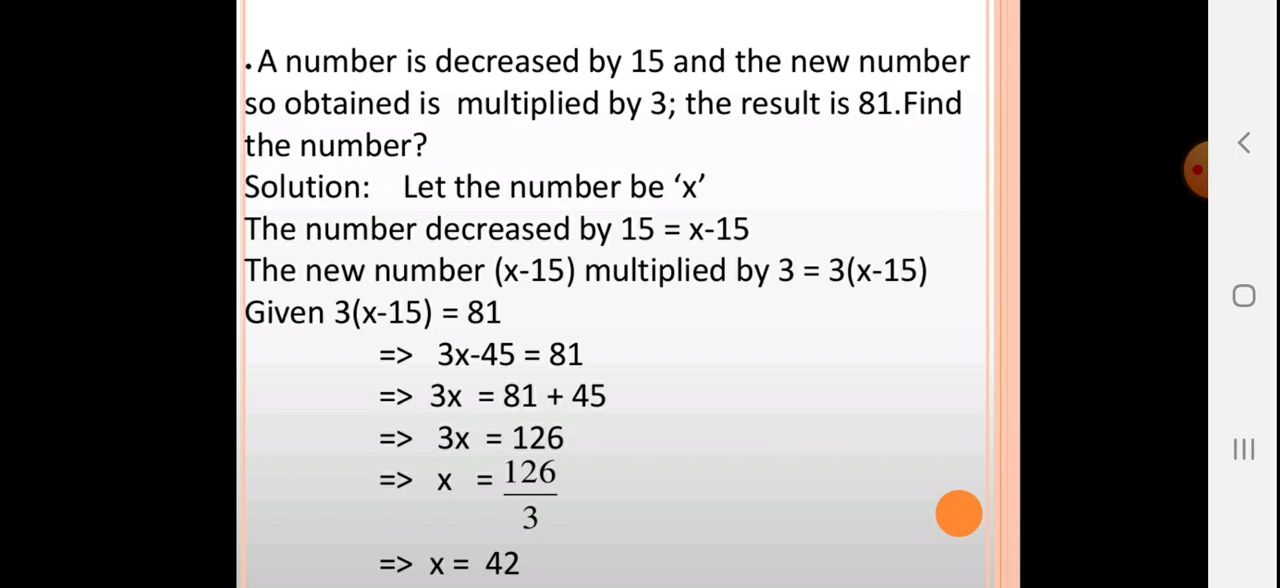 . A number is decreased by 15 and the new number
so obtained is multiplied by 3; the result is 81.Find
the number?
Solution: Let the number be ‘x’
The number decreased by 15 = x-15
The new number (x-15) multiplied by 3 = 3(x-15)
Given 3(x-15) = 81
=> 3x-45 = 81
=> 3x = 81 + 45
=> 3x = 126
=> x = 126/3
=> x = 42